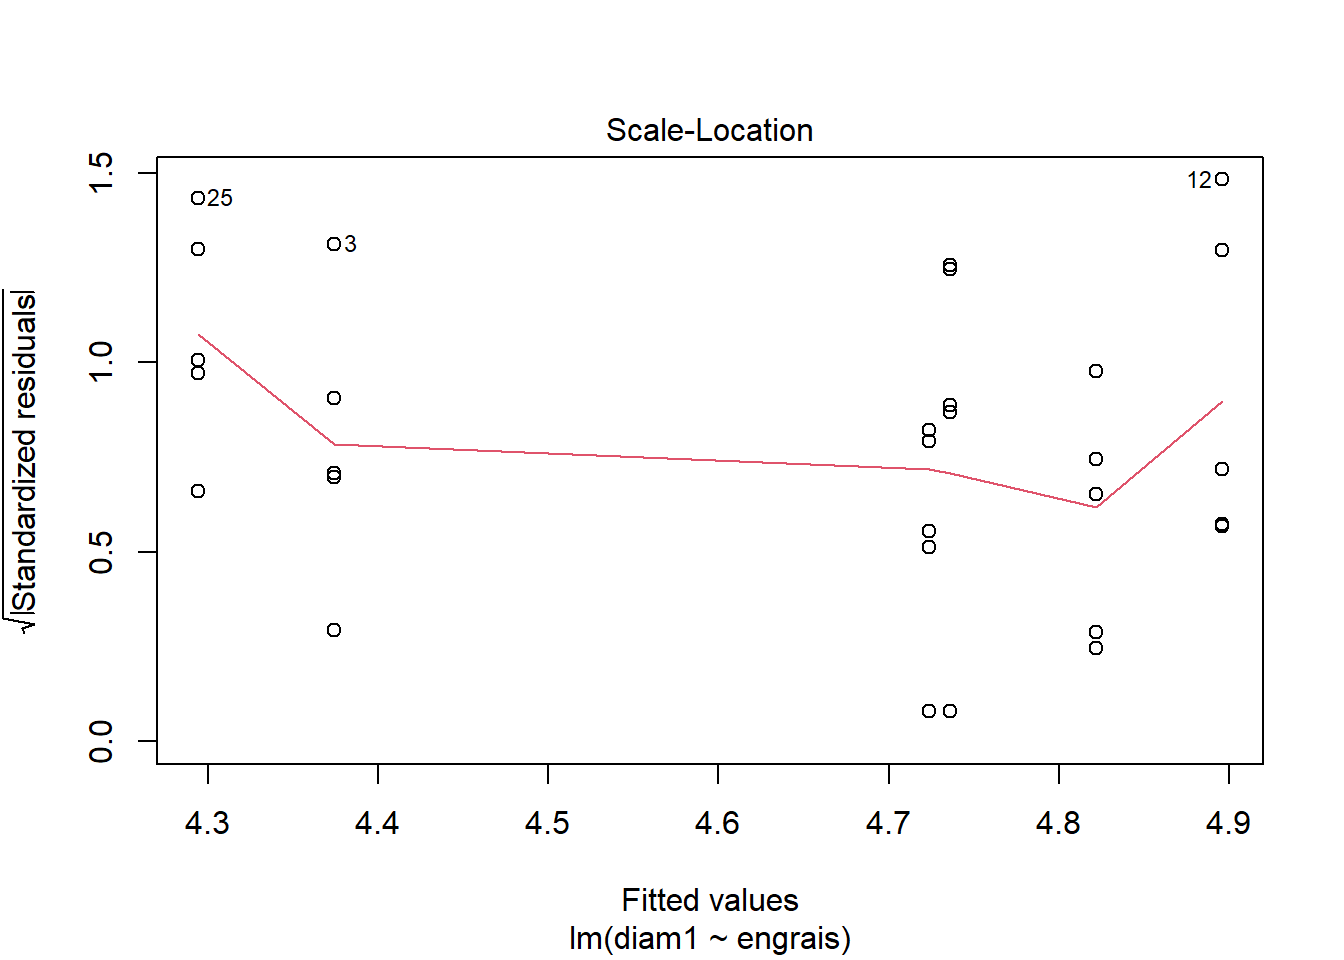 Scale-Location
√|Standardized residuals|
1.5
1.0
0.5
0.0
25
3
12
4.3 4.4 4.5 4.6 4.7 4.8 4.9
Fitted values
lm(diam1 ~ engrais)